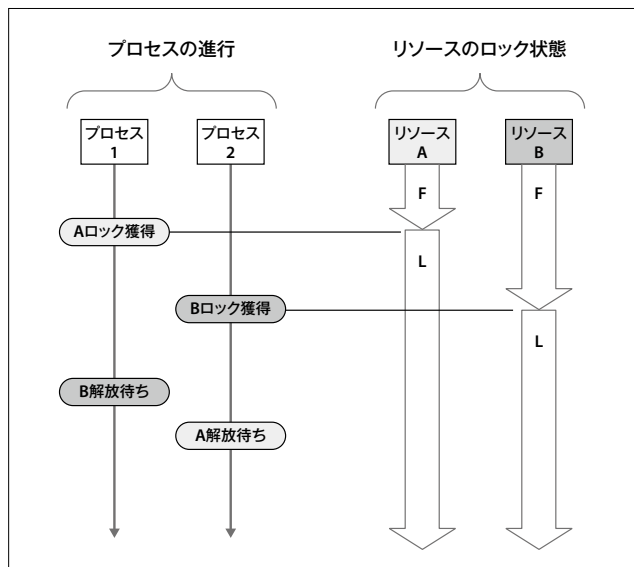 プロセスの進行
リソースのロック状態
プロセス
1
プロセス
2
リソース
A
リソース
B
F
F
Aロック獲得
L
Bロック獲得
L
B解放待ち
A解放待ち